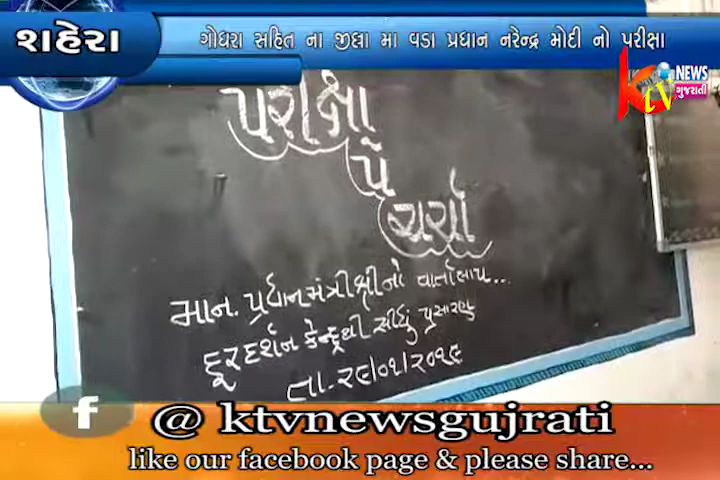 શહેરા
ગોધરા સહિત ના જીલ્લા મા વડા પ્રધાન નરેન્દ્ર મોદી નો પરીક્ષા
ktv NEWS
ગુજરાતી
પરીક્ષા
પે
ચર્ચા
માન. પ્રધાનમંત્રીશ્રીનો વાર્તાલાપ...
દૂરદર્શન કેન્દ્રથી સીધું પ્રસારણ
તા-૨૯/૦૧/૨૦૧૯
f @ ktvnewsgujrati
like our facebook page & please share...